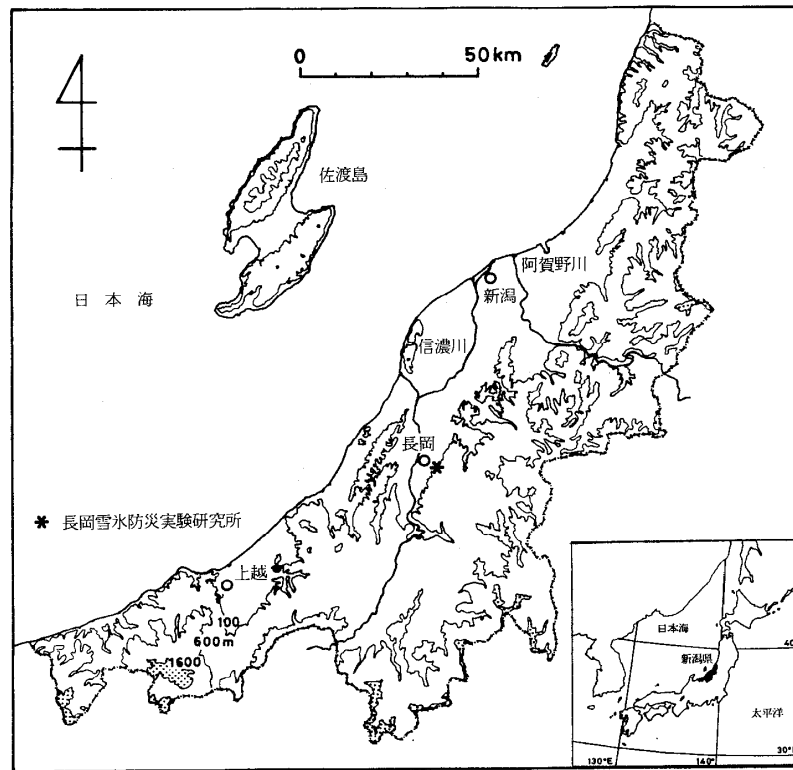 0 50 km
佐渡島
日本海
阿賀野川
新潟
信濃川
長岡
* 長岡雪氷防災実験研究所
上越
100
600m
1600
日本海
新潟県
太平洋
40
30°N
130°E 140°